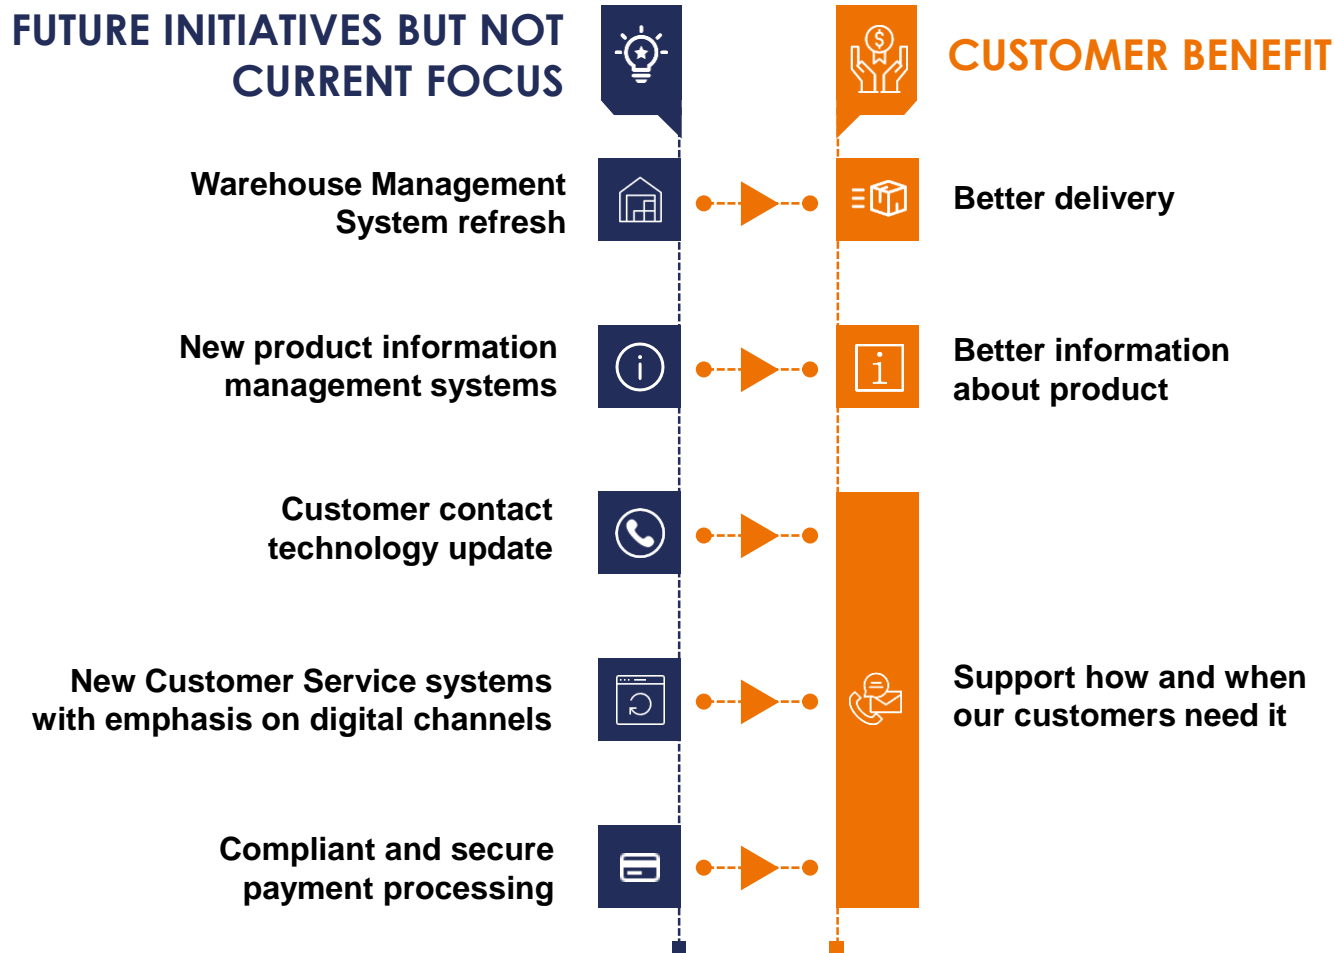 FUTURE INITIATIVES BUT NOT
CURRENT FOCUS
CUSTOMER BENEFIT
Warehouse Management
System refresh
Better delivery
New product information
management systems
Better information
about product
Customer contact
technology update
New Customer Service systems
with emphasis on digital channels
Support how and when
our customers need it
Compliant and secure
payment processing